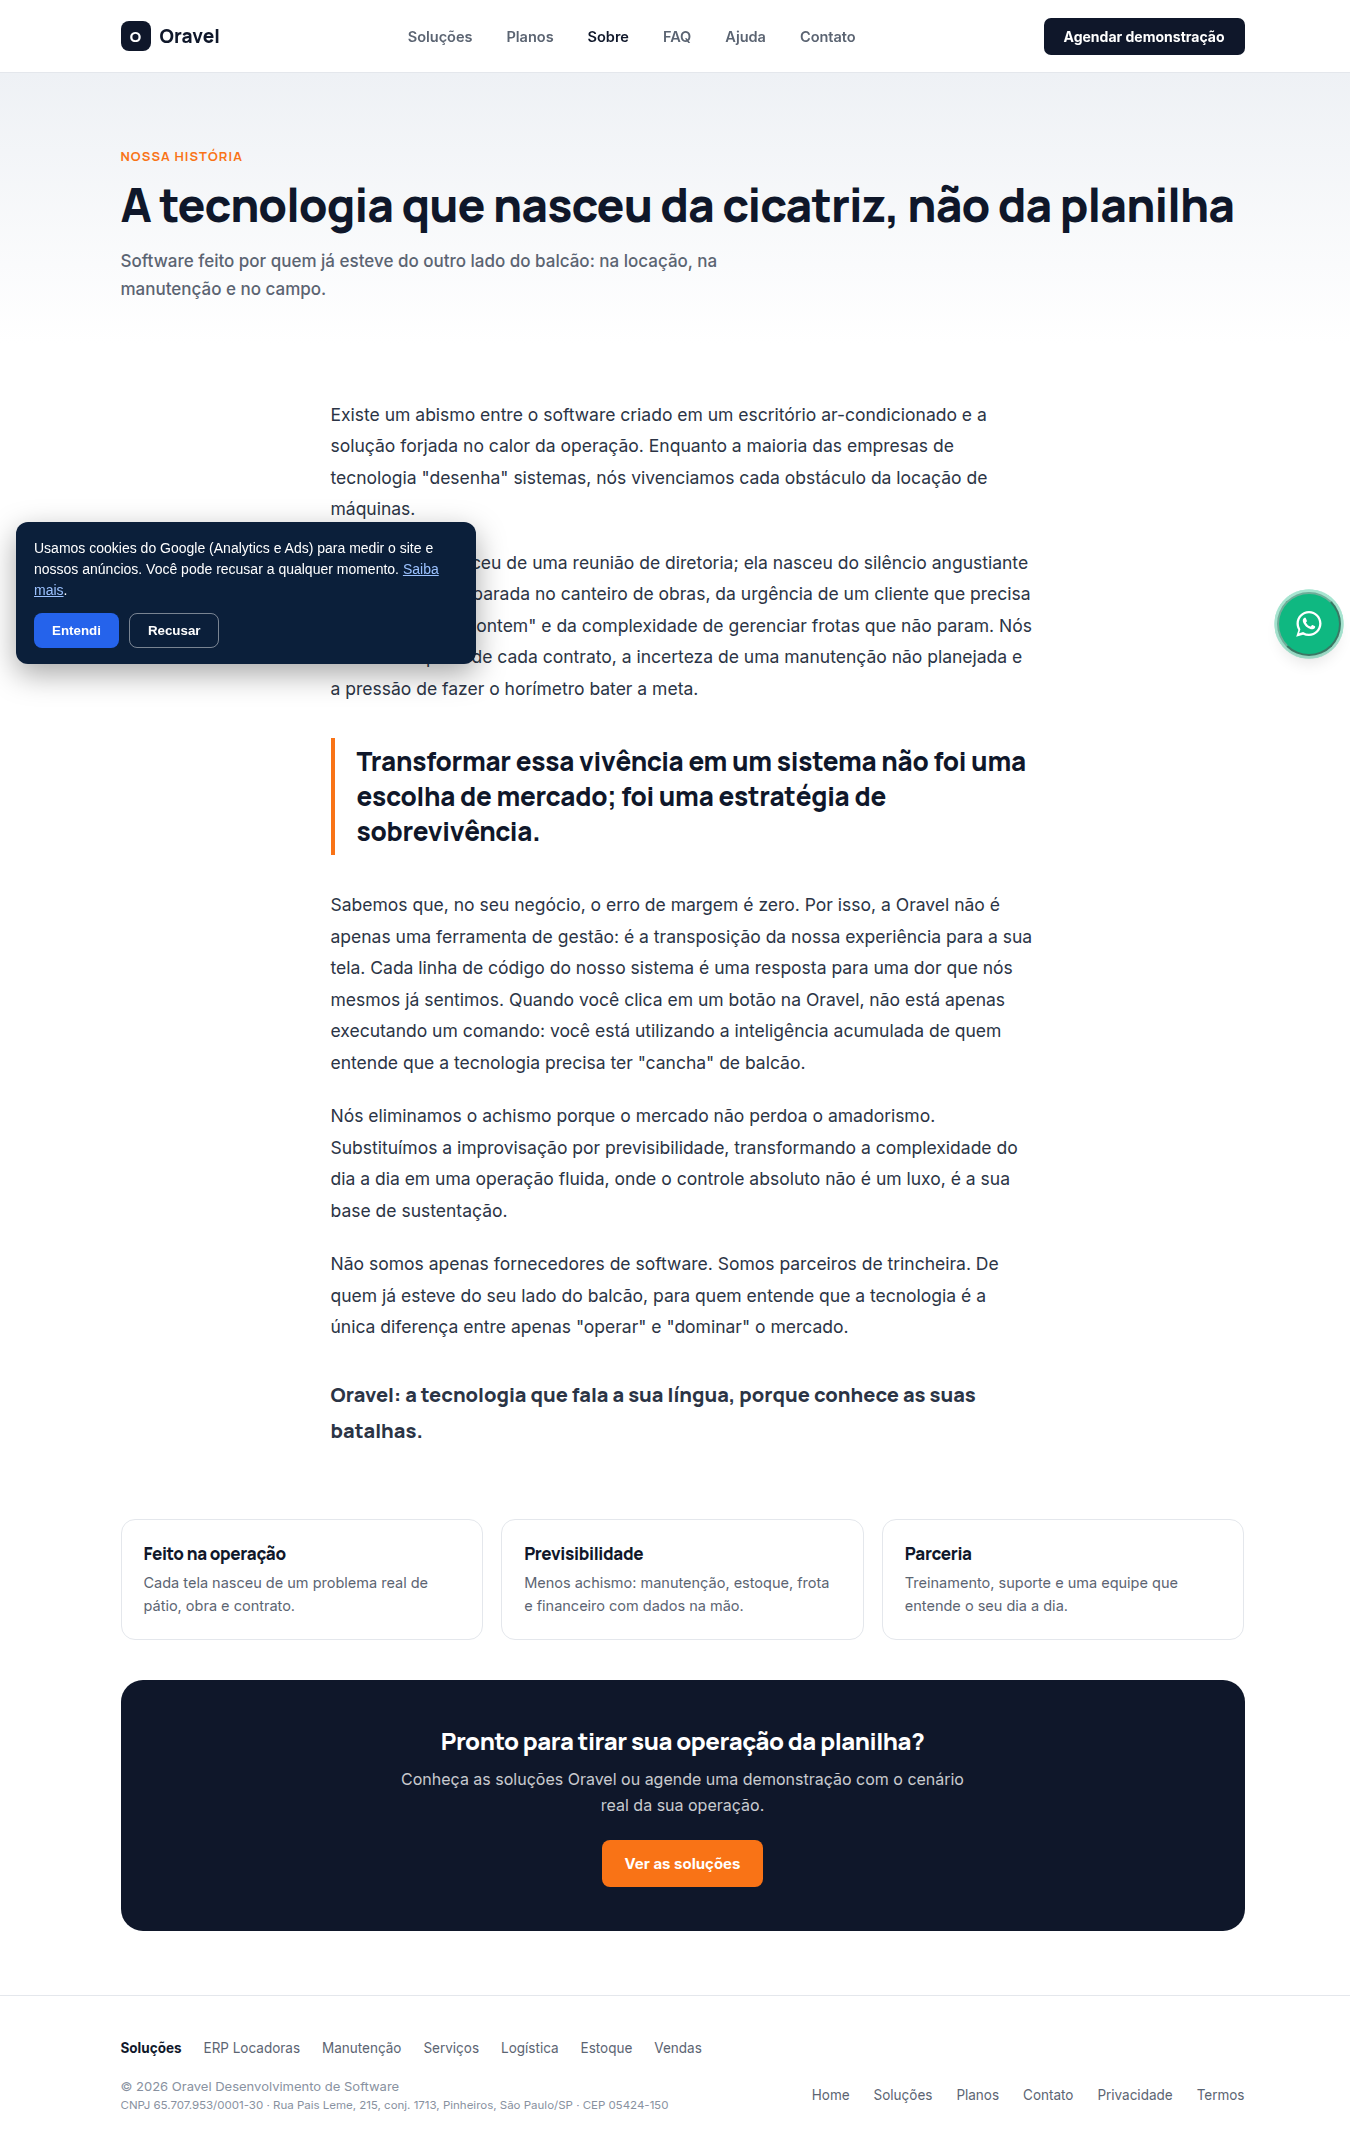 O Oravel
Soluções Planos Sobre FAQ Ajuda Contato
Agendar demonstração
NOSSA HISTÓRIA
A tecnologia que nasceu da cicatriz, não da planilha
Software feito por quem já esteve do outro lado do balcão: na locação, na
manutenção e no campo.
Existe um abismo entre o software criado em um escritório ar-condicionado e a
solução forjada no calor da operação. Enquanto a maioria das empresas de
tecnologia "desenha" sistemas, nós vivenciamos cada obstáculo da locação de
máquinas.
Usamos cookies do Google (Analytics e Ads) para medir o site e
nossos anúncios. Você pode recusar a qualquer momento. Saiba
mais.
Entendi Recusar
de uma reunião de diretoria; ela nasceu do silêncio angustiante
parada no canteiro de obras, da urgência de um cliente que precisa
ontem" e da complexidade de gerenciar frotas que não param. Nós
de cada contrato, a incerteza de uma manutenção não planejada e
a pressão de fazer o horímetro bater a meta.
Transformar essa vivência em um sistema não foi uma
escolha de mercado; foi uma estratégia de
sobrevivência.
Sabemos que, no seu negócio, o erro de margem é zero. Por isso, a Oravel não é
apenas uma ferramenta de gestão: é a transposição da nossa experiência para a sua
tela. Cada linha de código do nosso sistema é uma resposta para uma dor que nós
mesmos já sentimos. Quando você clica em um botão na Oravel, não está apenas
executando um comando: você está utilizando a inteligência acumulada de quem
entende que a tecnologia precisa ter "cancha" de balcão.
Nós eliminamos o achismo porque o mercado não perdoa o amadorismo.
Substituímos a improvisação por previsibilidade, transformando a complexidade do
dia a dia em uma operação fluida, onde o controle absoluto não é um luxo, é a sua
base de sustentação.
Não somos apenas fornecedores de software. Somos parceiros de trincheira. De
quem já esteve do seu lado do balcão, para quem entende que a tecnologia é a
única diferença entre apenas "operar" e "dominar" o mercado.
Oravel: a tecnologia que fala a sua língua, porque conhece as suas
batalhas.
Feito na operação
Cada tela nasceu de um problema real de
pátio, obra e contrato.
Previsibilidade
Menos achismo: manutenção, estoque, frota
e financeiro com dados na mão.
Parceria
Treinamento, suporte e uma equipe que
entende o seu dia a dia.
Pronto para tirar sua operação da planilha?
Conheça as soluções Oravel ou agende uma demonstração com o cenário
real da sua operação.
Ver as soluções
Soluções ERP Locadoras Manutenção Serviços Logística Estoque Vendas
© 2026 Oravel Desenvolvimento de Software
CNPJ 65.707.953/0001-30 · Rua Pais Leme, 215, conj. 1713, Pinheiros, São Paulo/SP · CEP 05424-150
Home Soluções Planos Contato Privacidade Termos